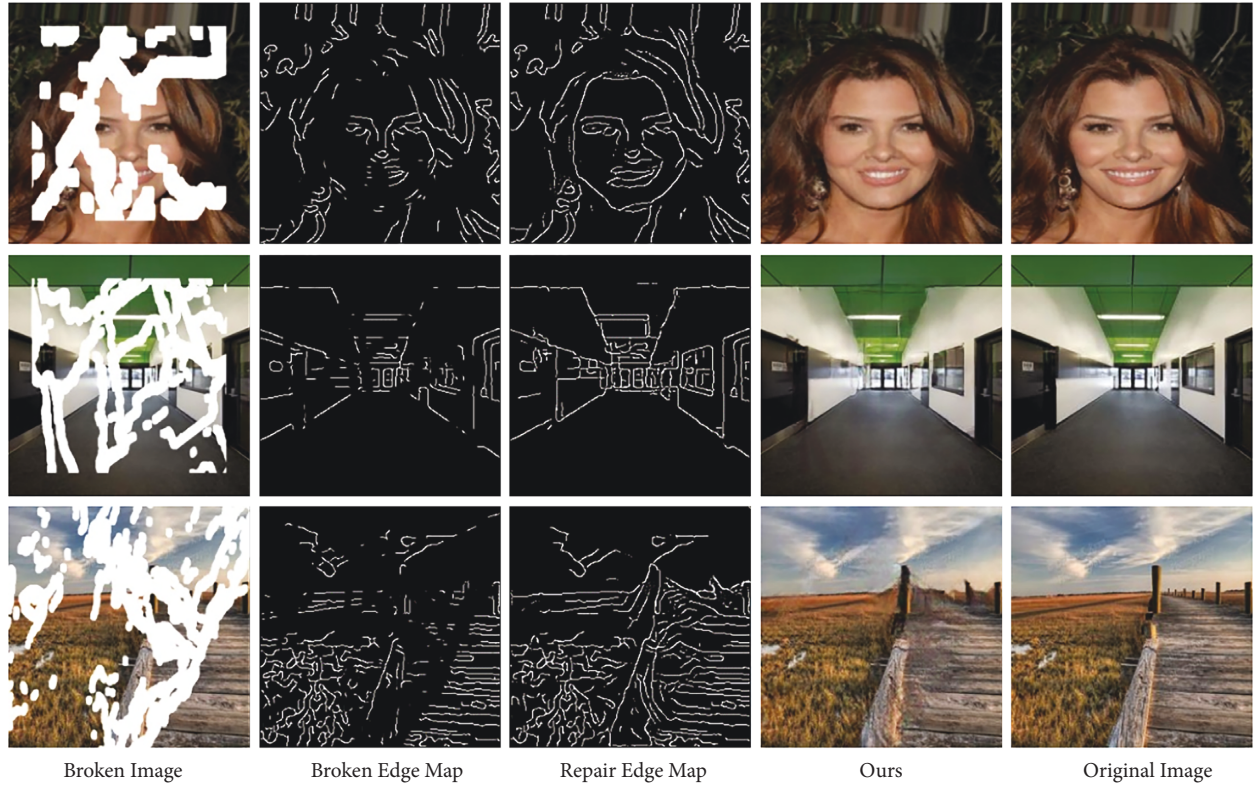 Broken Image
Broken Edge Map
Repair Edge Map
Ours
Original Image